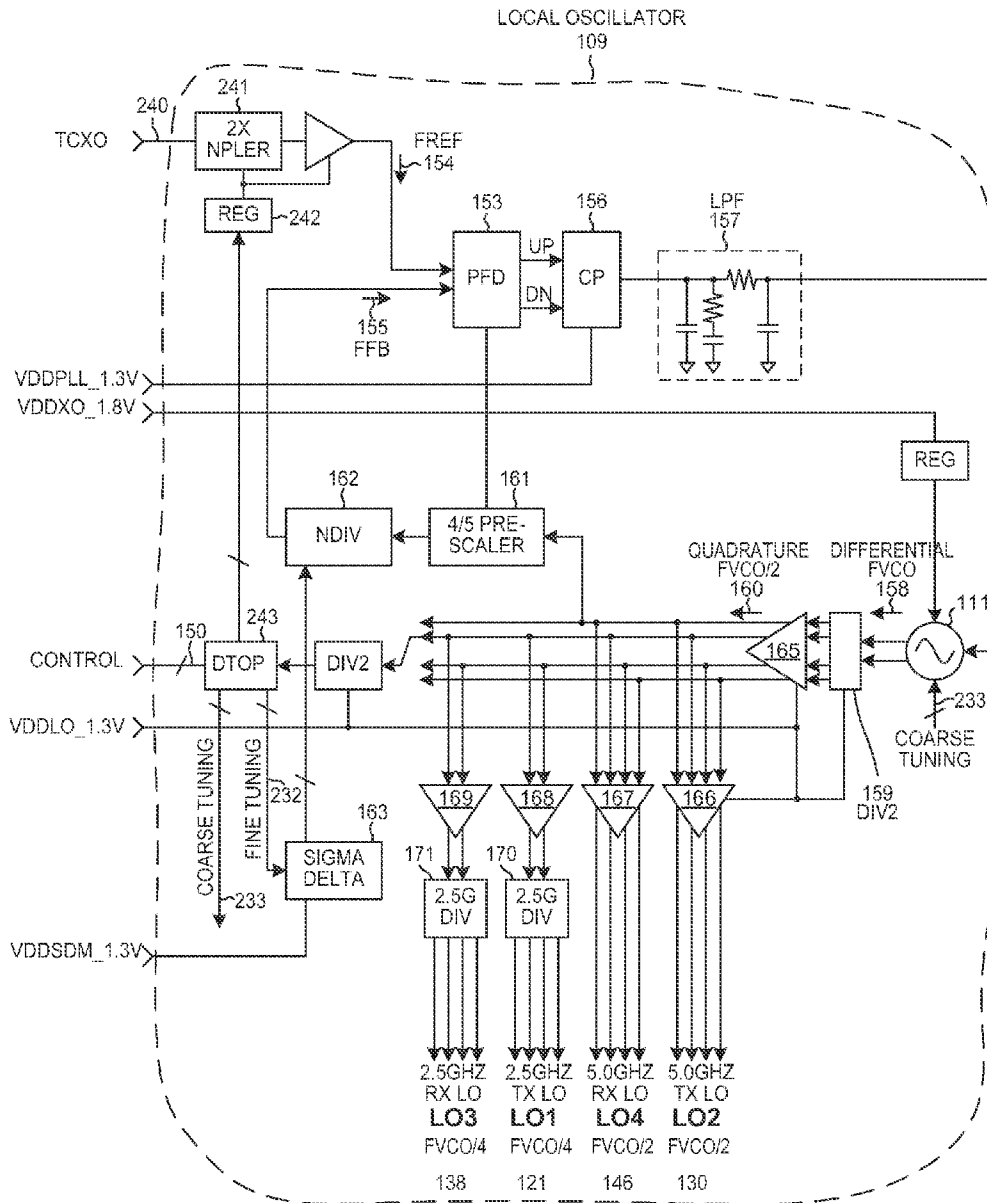 LOCAL OSCILLATOR
109
240
241
TCXO
2X
NPLER
FREF
154
REG
242
153
156
LPF
157
PFD
UP
DN
CP
155
FFB
VDDPLL_1.3V
VDDXO_1.8V
REG
162
161
NDIV
4/5 PRE-
SCALER
QUADRATURE
FVCO/2
160
DIFFERENTIAL
FVCO
158
111
243
150
CONTROL
DTOP
DIV2
165
233
COARSE
TUNING
VDDLO_1.3V
159
DIV2
COARSE TUNING
233
FINE TUNING
232
163
SIGMA
DELTA
169
168
167
166
171
2.5G
DIV
170
2.5G
DIV
VDDSDM_1.3V
2.5GHZ
RX LO
LO3
FVCO/4
138
2.5GHZ
TX LO
LO1
FVCO/4
121
5.0GHZ
RX LO
LO4
FVCO/2
146
5.0GHZ
TX LO
LO2
FVCO/2
130